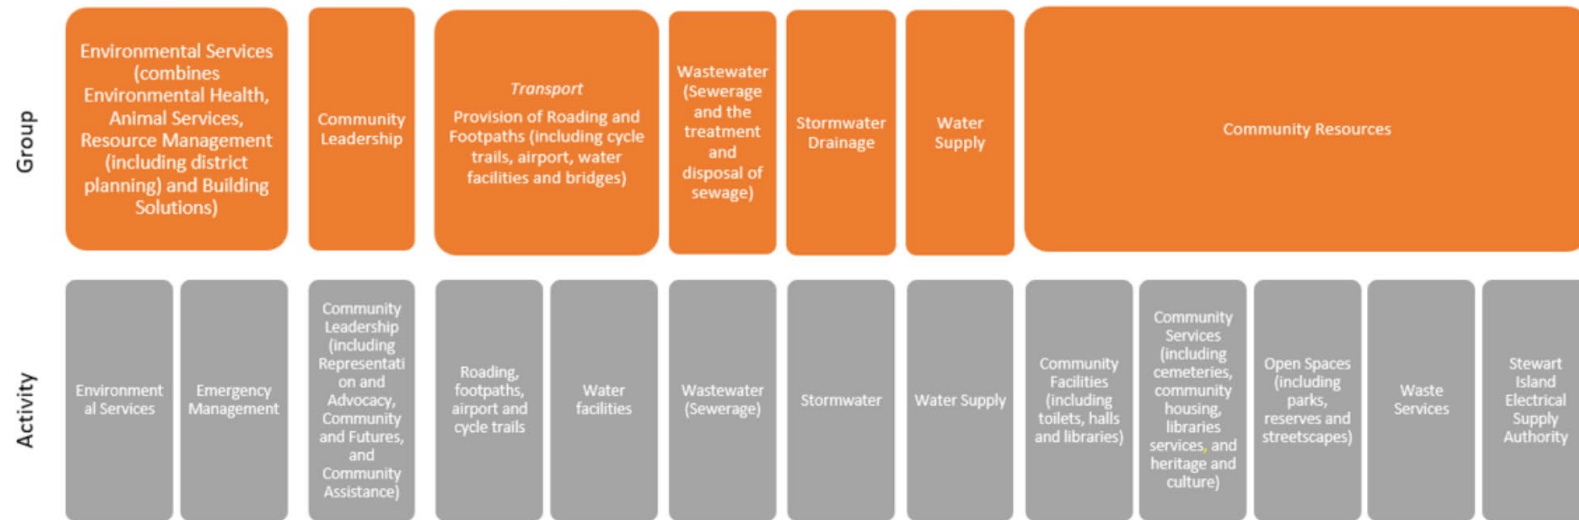 Group
Environmental Services
(combines
Environmental Health,
Animal Services,
Resource Management
(including district
planning) and Building
Solutions)
Community
Leadership
Transport
Provision of Roading and
Footpaths (including cycle
trails, airport, water
facilities and bridges)
Wastewater
(Sewerage
and the
treatment
and
disposal of
sewage)
Stormwater
Drainage
Water
Supply
Community Resources
Activity
Environment
al Services
Emergency
Management
Community
Leadership
(including
Representati
on and
Advocacy,
Community
and Futures,
and
Community
Assistance)
Roading,
footpaths,
airport and
cycle trails
Water
facilities
Wastewater
(Sewerage)
Stormwater
Water Supply
Community
Facilities
(including
toilets, halls
and libraries)
Community
Services
(including
cemeteries,
community
housing,
libraries
services, and
heritage and
culture)
Open Spaces
(including
parks,
reserves and
streetscapes)
Waste
Services
Stewart
Island
Electrical
Supply
Authority